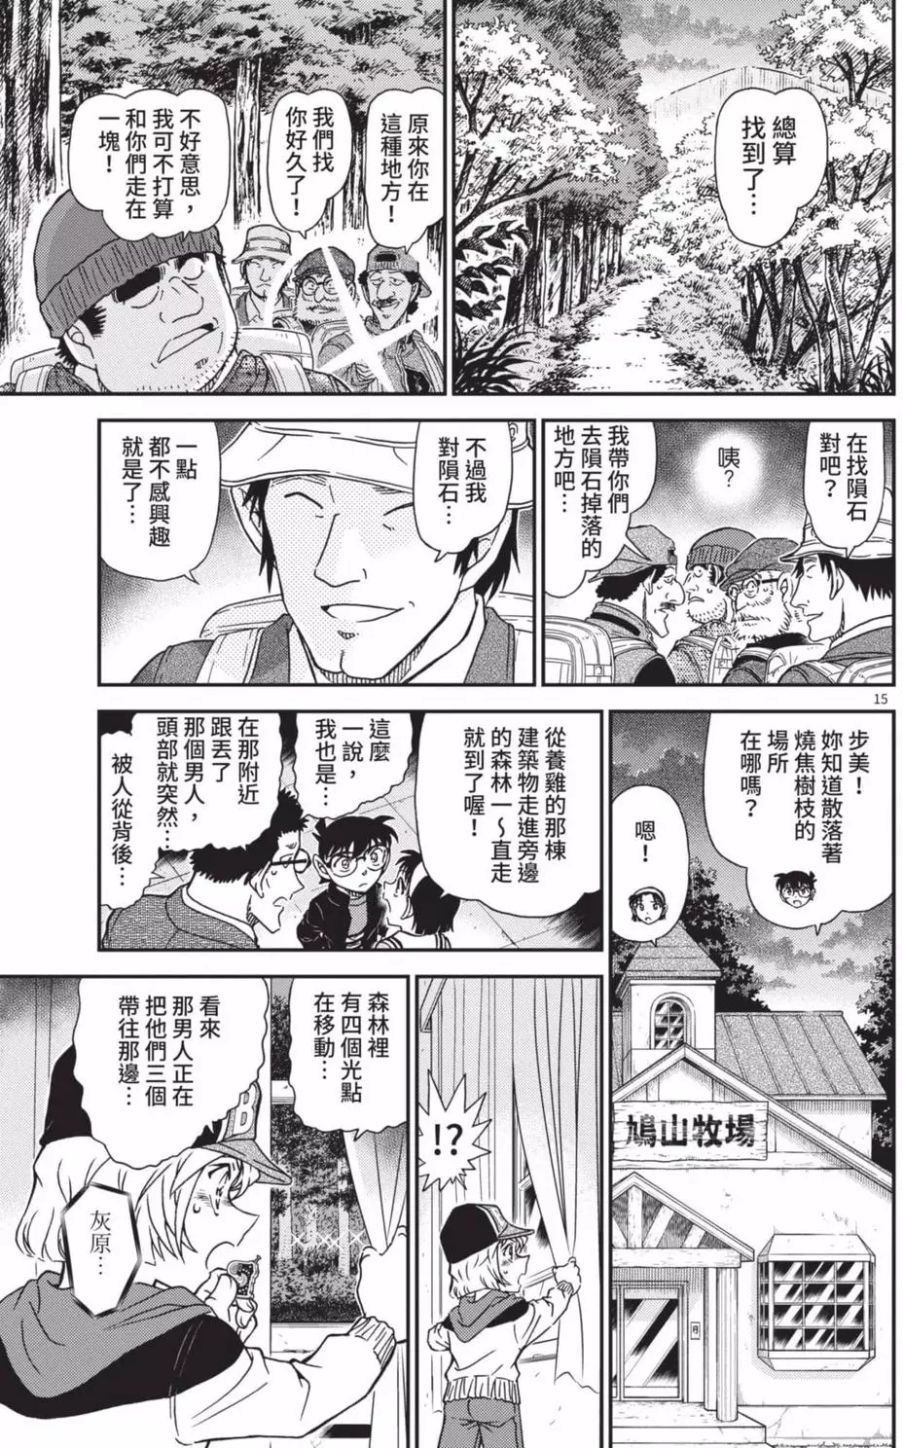 總算
找到了…
原來你在
這種地方！
我們找
你好久了！
不好意思，
我可不打算
和你們走在
一塊！
在找隕石
對吧？
咦？
我帶你們
去隕石掉落的
地方吧…
不過我
對隕石…
一點
都不感興趣
就是了…
15
步美！
妳知道散落著
燒焦樹枝的
場所
在哪嗎？
嗯！
鳩山牧場
從養雞的那棟
建築物走進旁邊
的森林一～直走
就到了喔！
這麼
一說，
我也是…
在那附近
跟丟了
那個男人，
頭部就突然…
被人從背後…
!?
森林裡
有四個光點
在移動…
看來
那男人正在
把他們三個
帶往那邊…
B
灰原…